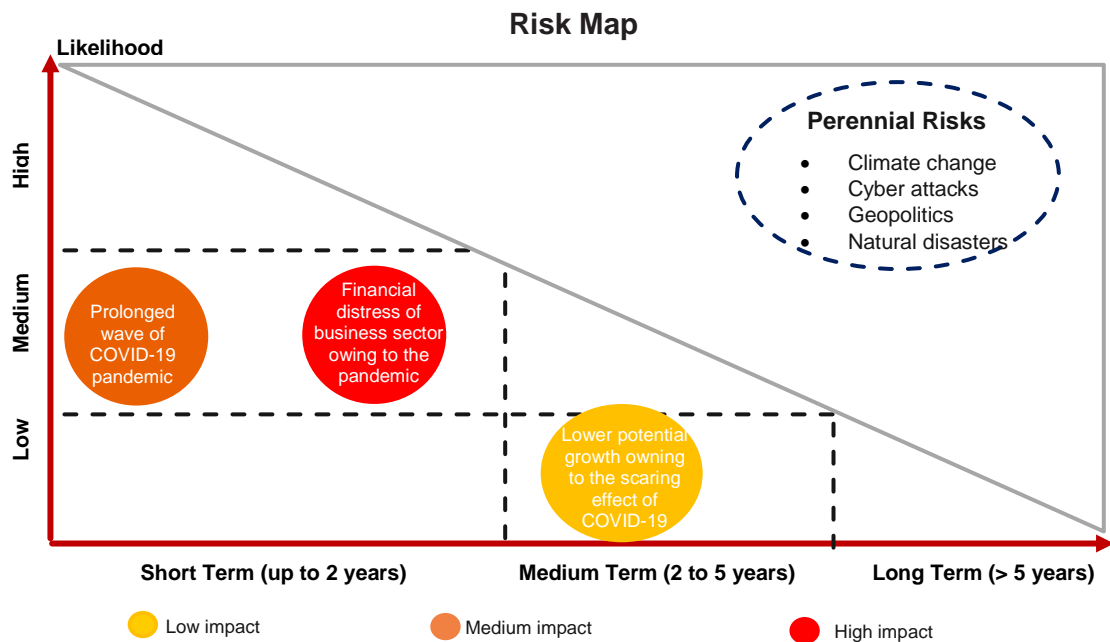 Risk Map
Likelihood
High
Medium
Low
Perennial Risks
• Climate change
• Cyber attacks
• Geopolitics
• Natural disasters
Prolonged
wave of
COVID-19
pandemic
Financial
distress of
business sector
owing to the
pandemic
Lower potential
growth owning
to the scaring
effect of
COVID-19
Short Term (up to 2 years)
Medium Term (2 to 5 years)
Long Term (> 5 years)
Low impact
Medium impact
High impact